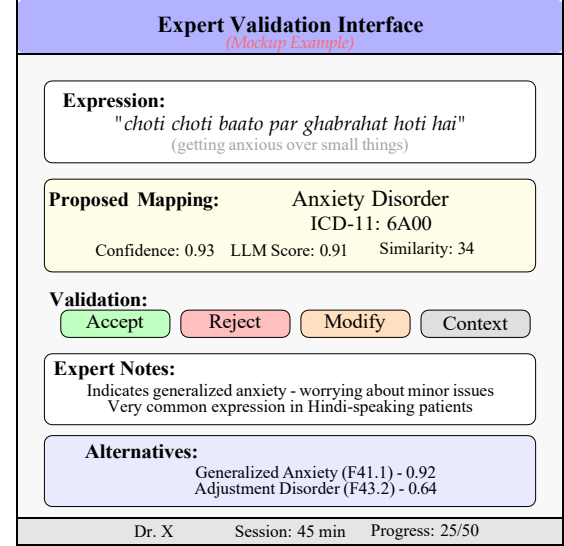 Expert Validation Interface
(Mockup Example)
Expression:
"choti choti baato par ghabrahat hoti hai"
(getting anxious over small things)
Proposed Mapping: Anxiety Disorder
ICD-11: 6A00
Confidence: 0.93 LLM Score: 0.91 Similarity: 34
Validation:
Accept Reject Modify Context
Expert Notes:
Indicates generalized anxiety - worrying about minor issues
Very common expression in Hindi-speaking patients
Alternatives:
Generalized Anxiety (F41.1) - 0.92
Adjustment Disorder (F43.2) - 0.64
Dr. X Session: 45 min Progress: 25/50